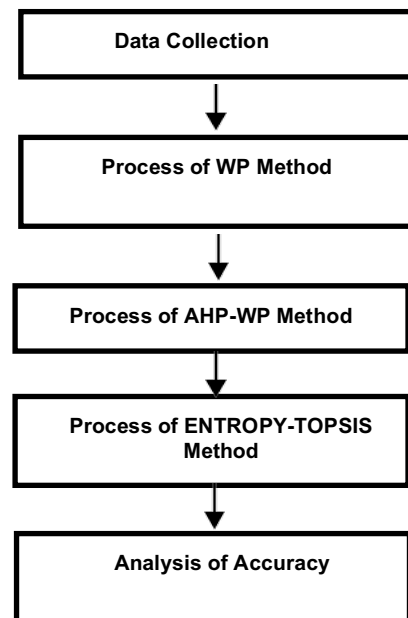 Data Collection
Process of WP Method
Process of AHP-WP Method
Process of ENTROPY-TOPSIS
Method
Analysis of Accuracy